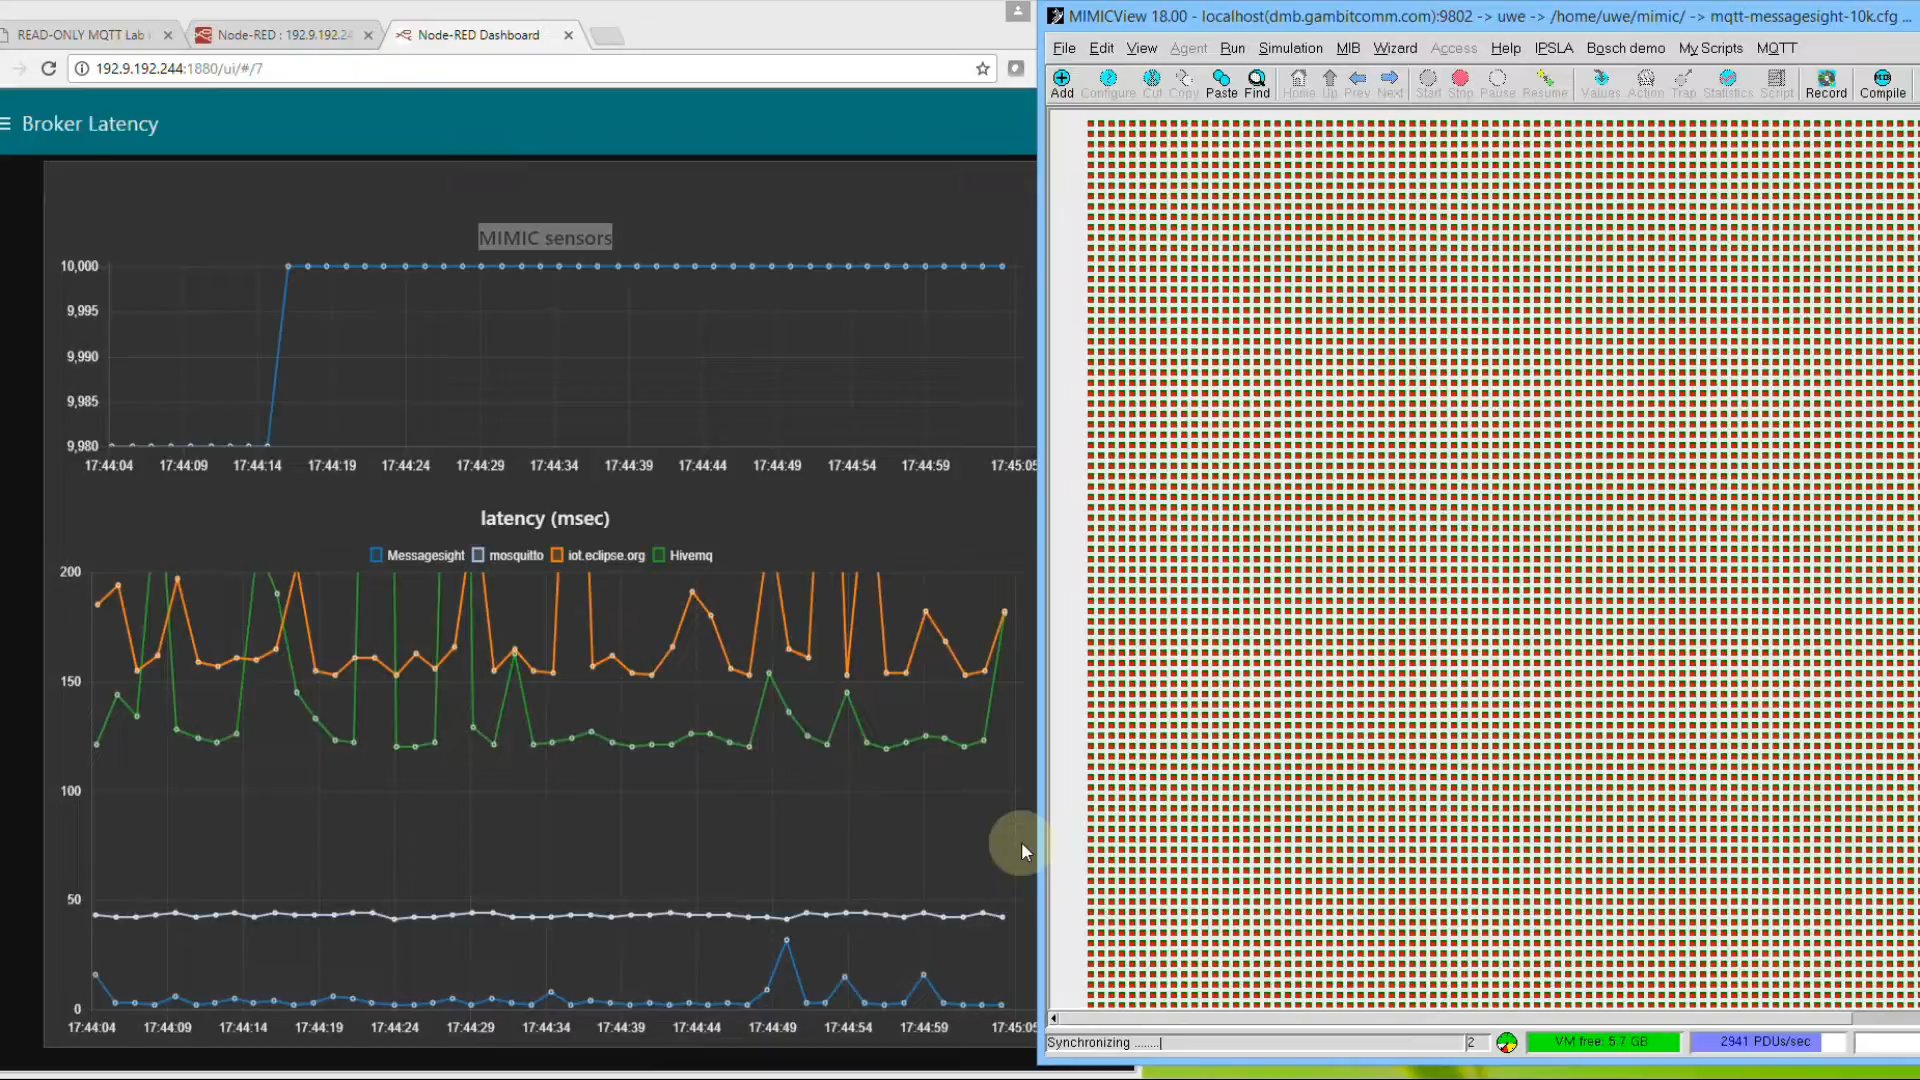 READ-ONLY MQTT Lab
Node-RED : 192.9.192.24
Node-RED Dashboard
192.9.192.244:1880/ui/#/7
Broker Latency
MIMIC sensors
10,000
9,995
9,990
9,985
9,980
17:44:04 17:44:09 17:44:14 17:44:19 17:44:24 17:44:29 17:44:34 17:44:39 17:44:44 17:44:49 17:44:54 17:44:59 17:45:05
latency (msec)
Messagesight mosquitto iot.eclipse.org Hivemq
200
150
100
50
0
17:44:04 17:44:09 17:44:14 17:44:19 17:44:24 17:44:29 17:44:34 17:44:39 17:44:44 17:44:49 17:44:54 17:44:59 17:45:05
MIMICView 18.00 - localhost(dmb.gambitcomm.com):9802 -> uwe -> /home/uwe/mimic/ -> mqtt-messagesight-10k.cfg ...
File Edit View Agent Run Simulation MIB Wizard Access Help IPSLA Bosch demo My Scripts MQTT
Add Configure Cut Copy Paste Find Home Up Prev Next Start Stop Pause Resume Values Action Trap Statistics Script Record Compile
Synchronizing ........| 2 VM free: 5.7 GB 2941 PDUs/sec